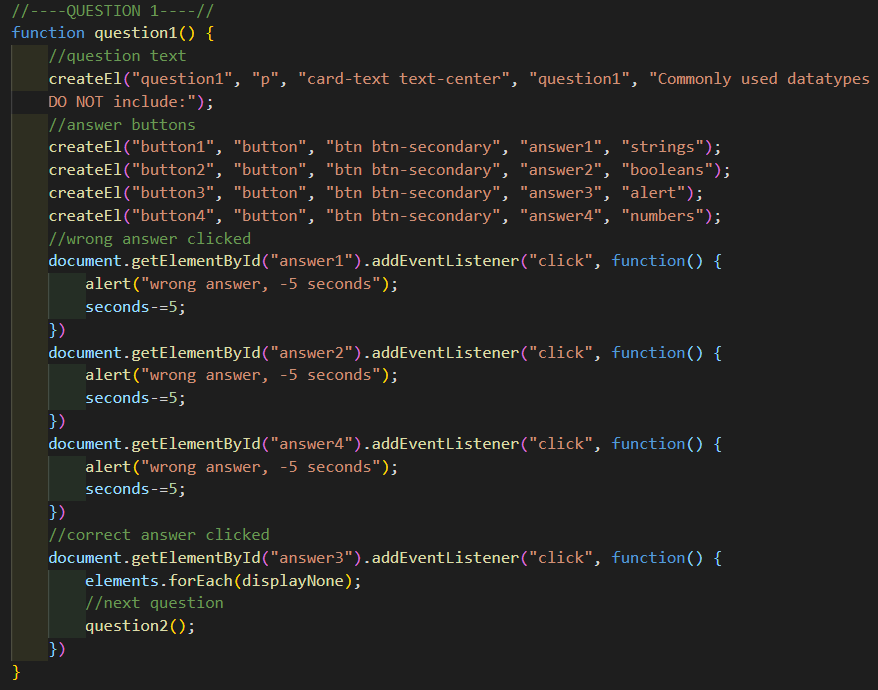 //----QUESTION 1----//
function question1() {
    //question text
    createEl("question1", "p", "card-text text-center", "question1", "Commonly used datatypes
    DO NOT include:");
    //answer buttons
    createEl("button1", "button", "btn btn-secondary", "answer1", "strings");
    createEl("button2", "button", "btn btn-secondary", "answer2", "booleans");
    createEl("button3", "button", "btn btn-secondary", "answer3", "alert");
    createEl("button4", "button", "btn btn-secondary", "answer4", "numbers");
    //wrong answer clicked
    document.getElementById("answer1").addEventListener("click", function() {
        alert("wrong answer, -5 seconds");
        seconds-=5;
    })
    document.getElementById("answer2").addEventListener("click", function() {
        alert("wrong answer, -5 seconds");
        seconds-=5;
    })
    document.getElementById("answer4").addEventListener("click", function() {
        alert("wrong answer, -5 seconds");
        seconds-=5;
    })
    //correct answer clicked
    document.getElementById("answer3").addEventListener("click", function() {
        elements.forEach(displayNone);
        //next question
        question2();
    })
}